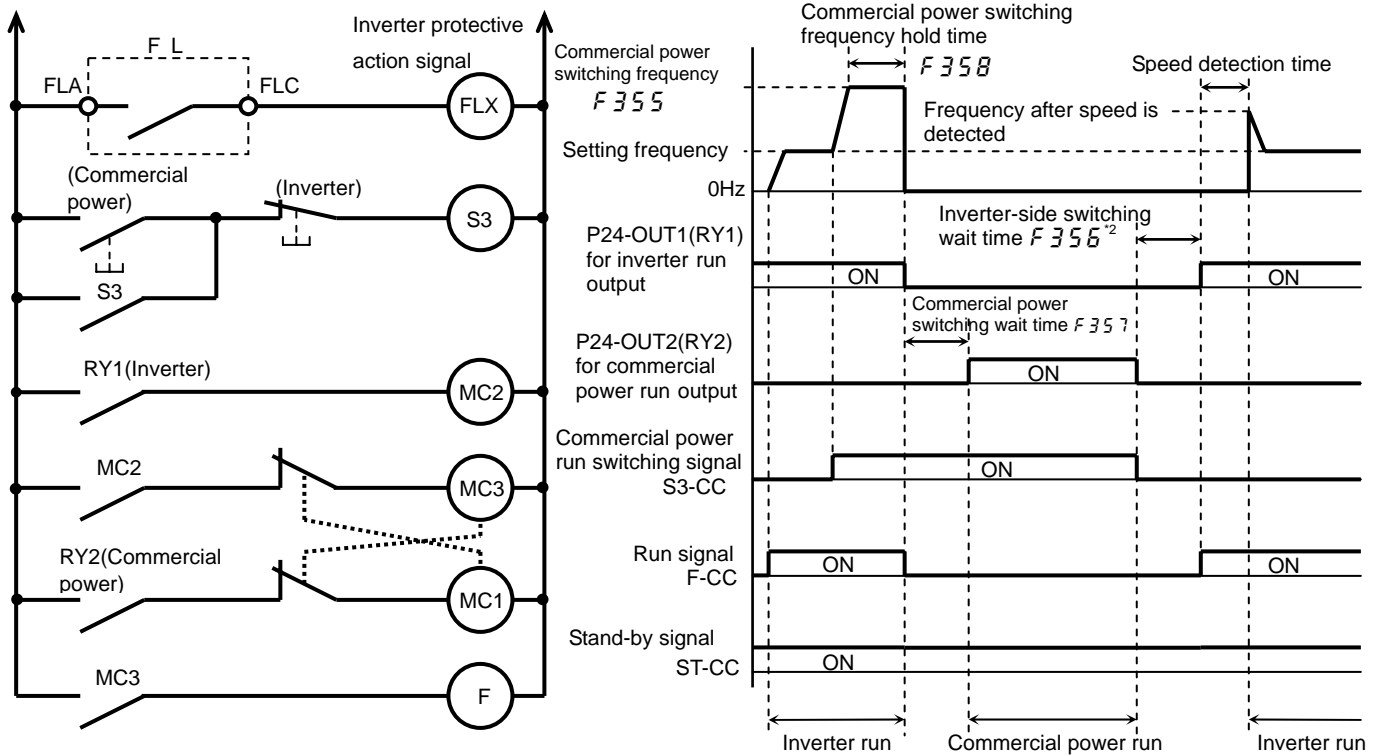 Inverter protective
action signal
F L
FLA
FLC
FLX
(Commercial
power)
(Inverter)
S3
S3
RY1(Inverter)
MC2
MC2
MC3
RY2(Commercial
power)
MC1
MC3
F
Commercial power switching
frequency hold time
F358
Commercial power
switching frequency
F355
Speed detection time
Frequency after speed is
detected
Setting frequency
0Hz
Inverter-side switching
wait time F356*2
P24-OUT1(RY1)
for inverter run
output
ON
ON
Commercial power
switching wait time F357
P24-OUT2(RY2)
for commercial
power run output
ON
Commercial power
run switching signal
S3-CC
ON
Run signal
F-CC
ON
ON
Stand-by signal
ST-CC
ON
Inverter run
Commercial power run
Inverter run